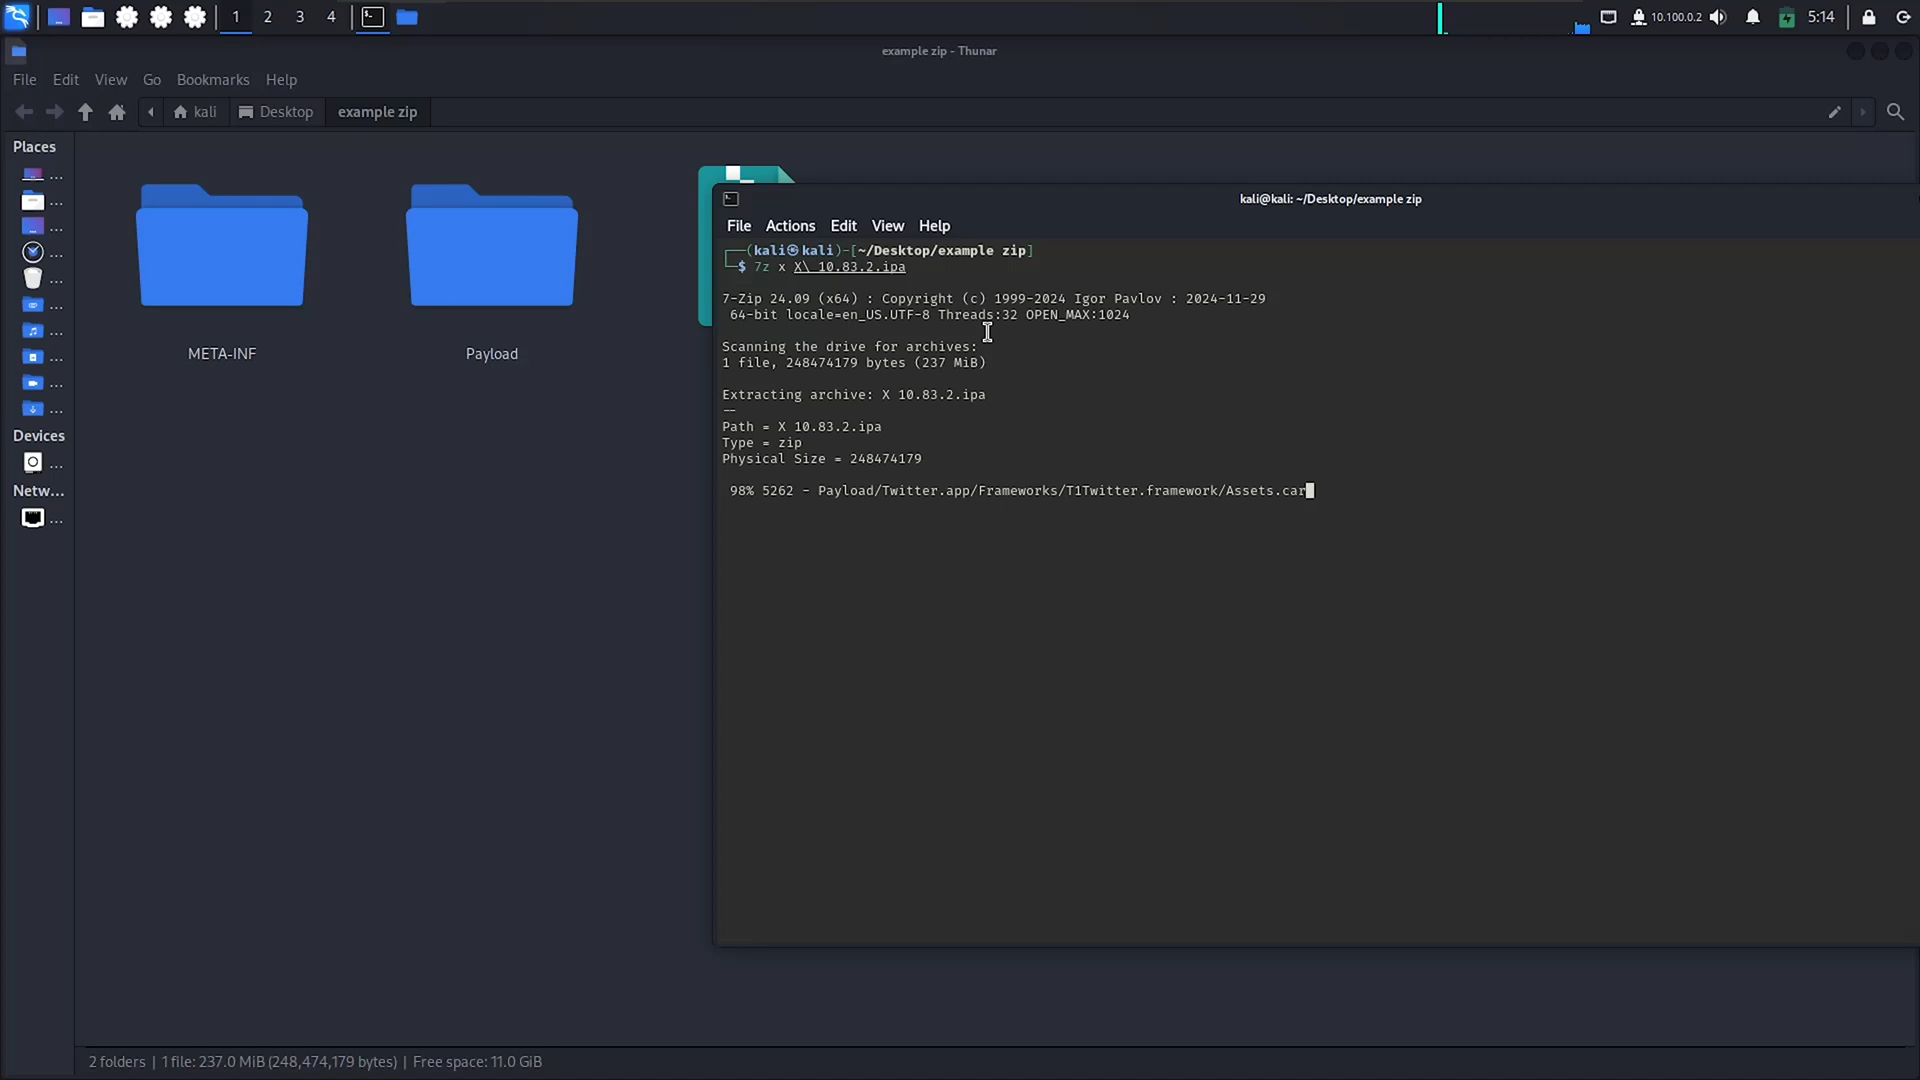 1 2 3 4
10.100.0.2 5:14
example zip - Thunar
File Edit View Go Bookmarks Help
kali Desktop example zip
Places
...
...
...
...
...
...
...
...
...
...
Devices
...
Netw...
...
META-INF
Payload
kali@kali: ~/Desktop/example zip
File Actions Edit View Help
┌──(kali㉿kali)-[~/Desktop/example zip]
└─$ 7z x X\ 10.83.2.ipa
7-Zip 24.09 (x64) : Copyright (c) 1999-2024 Igor Pavlov : 2024-11-29
64-bit locale=en_US.UTF-8 Threads:32 OPEN_MAX:1024
Scanning the drive for archives:
1 file, 248474179 bytes (237 MiB)
Extracting archive: X 10.83.2.ipa
--
Path = X 10.83.2.ipa
Type = zip
Physical Size = 248474179
98% 5262 - Payload/Twitter.app/Frameworks/T1Twitter.framework/Assets.car
2 folders | 1 file: 237.0 MiB (248,474,179 bytes) | Free space: 11.0 GiB